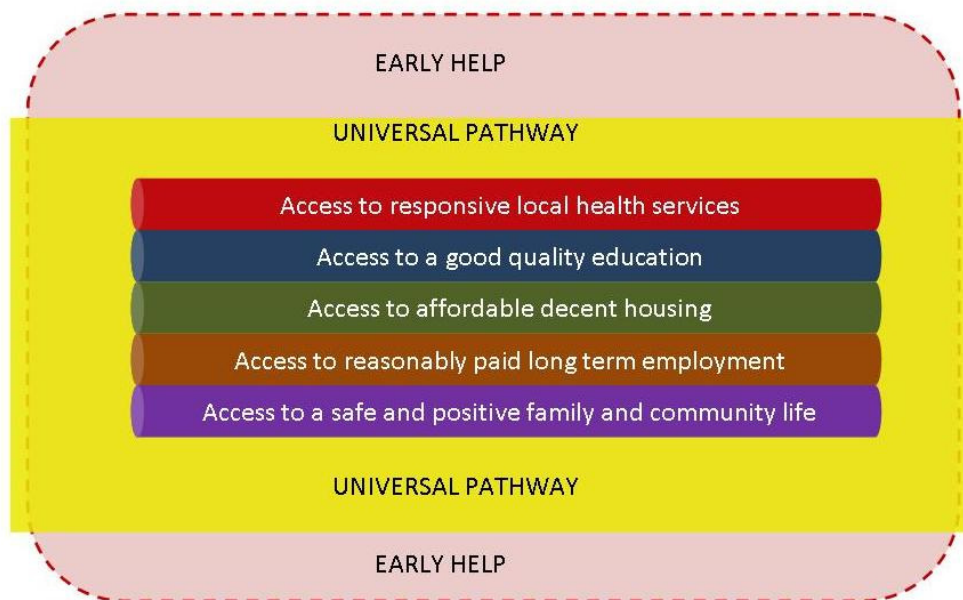 EARLY HELP
UNIVERSAL PATHWAY
Access to responsive local health services
Access to a good quality education
Access to affordable decent housing
Access to reasonably paid long term employment
Access to a safe and positive family and community life
UNIVERSAL PATHWAY
EARLY HELP